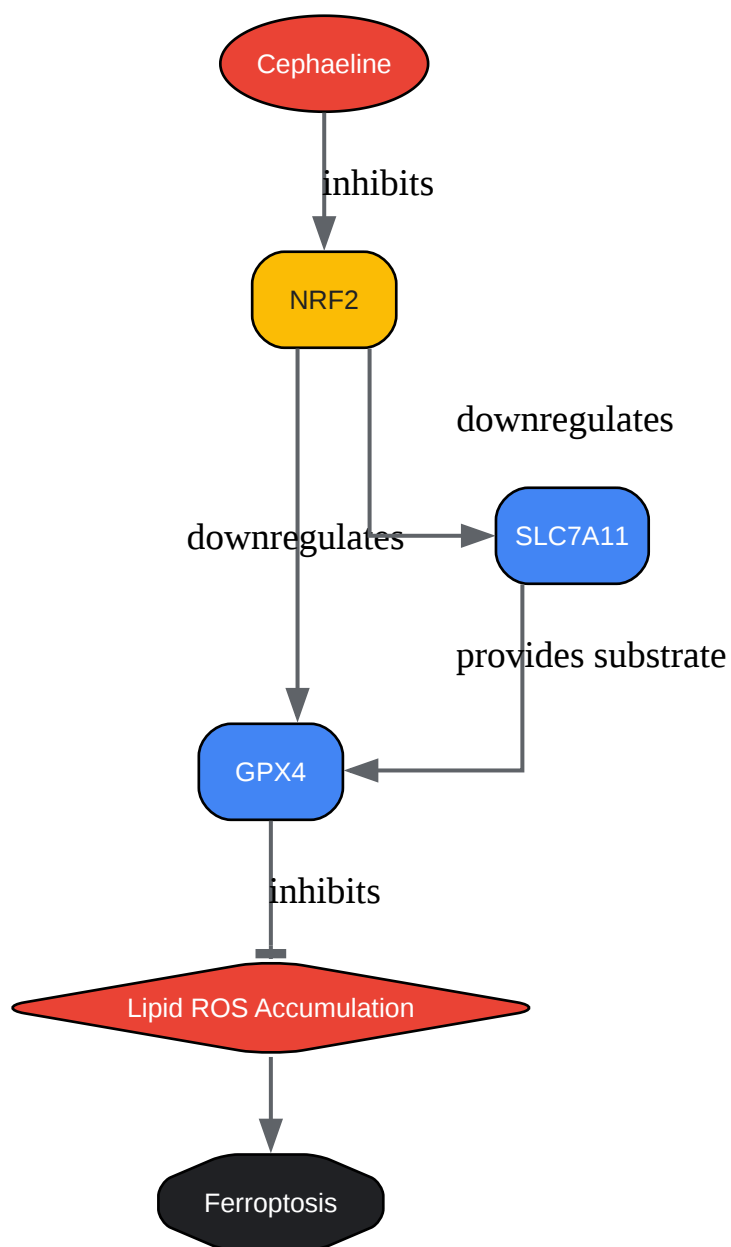 Cephaeline
inhibits
NRF2
downregulates
SLC7A11
downregulates
provides substrate
GPX4
inhibits
Lipid ROS Accumulation
Ferroptosis